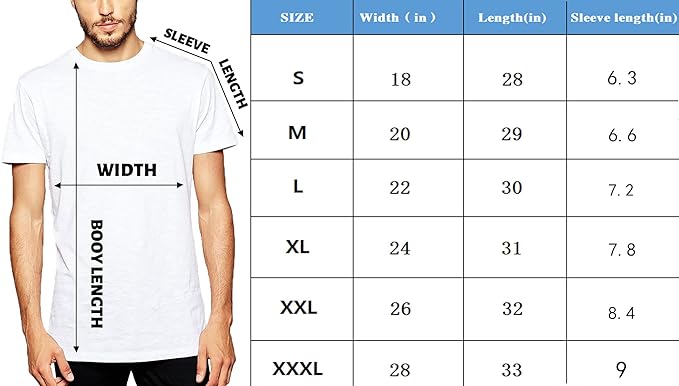 SLEEVE LENGTH
WIDTH
BOOY LENGTH
SIZE Width ( in ) Length(in) Sleeve length(in)
S 18 28 6.3
M 20 29 6.6
L 22 30 7.2
XL 24 31 7.8
XXL 26 32 8.4
XXXL 28 33 9